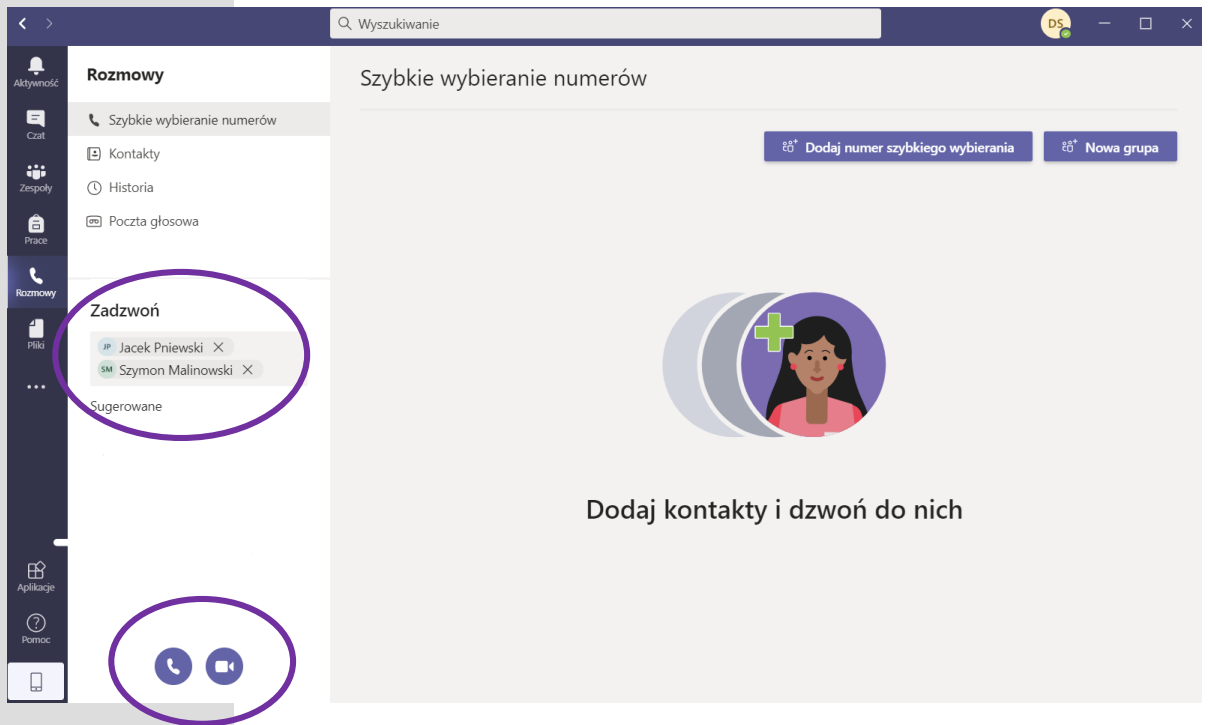 Wyszukiwanie
DS
Aktywność
Czat
Zespoły
Prace
Rozmowy
Pliki
Aplikacje
Pomoc
Rozmowy
Szybkie wybieranie numerów
Kontakty
Historia
Poczta głosowa
Zadzwoń
JP Jacek Pniewski
SM Szymon Malinowski
Sugerowane
Szybkie wybieranie numerów
Dodaj numer szybkiego wybierania
Nowa grupa
Dodaj kontakty i dzwoń do nich